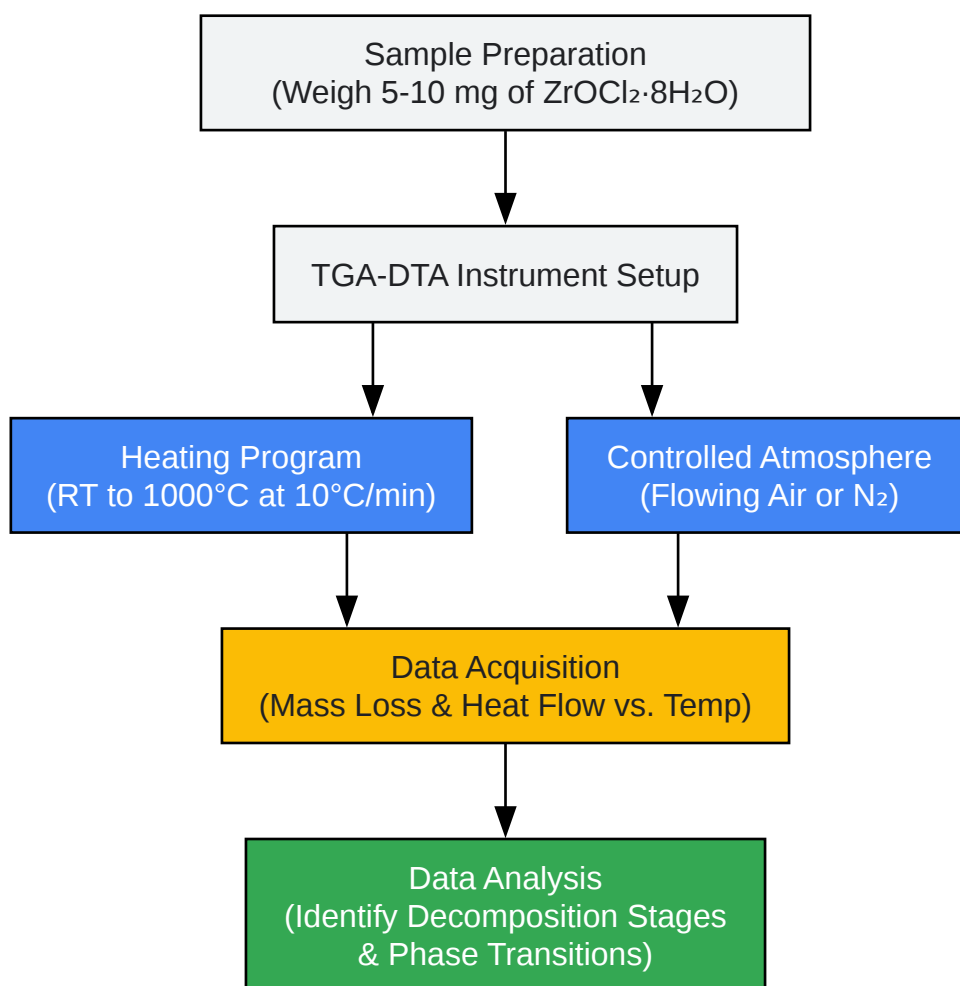 Sample Preparation
(Weigh 5-10 mg of ZrOCl₂·8H₂O)
TGA-DTA Instrument Setup
Heating Program
(RT to 1000°C at 10°C/min)
Controlled Atmosphere
(Flowing Air or N₂)
Data Acquisition
(Mass Loss & Heat Flow vs. Temp)
Data Analysis
(Identify Decomposition Stages
& Phase Transitions)